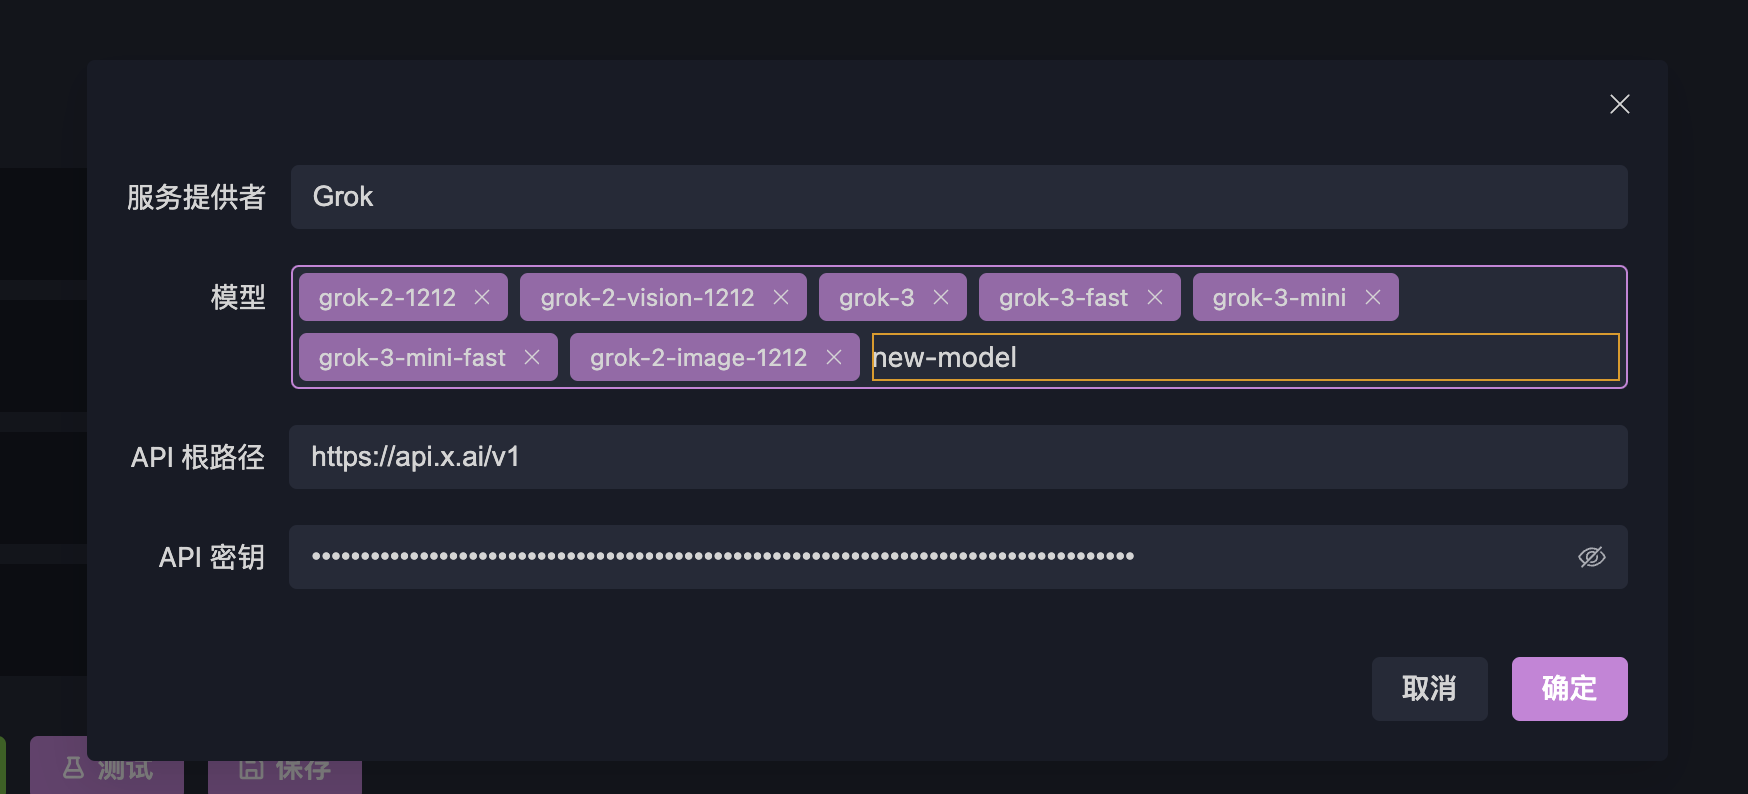 服务提供者 Grok
模型 grok-2-1212 grok-2-vision-1212 grok-3 grok-3-fast grok-3-mini
grok-3-mini-fast grok-2-image-1212 new-model
API 根路径 https://api.x.ai/v1
API 密钥 ••••••••••••••••••••••••••••••••••••••••••••••••••••••••••••••••••••••••••••••••••••
取消 确定
测试 保存